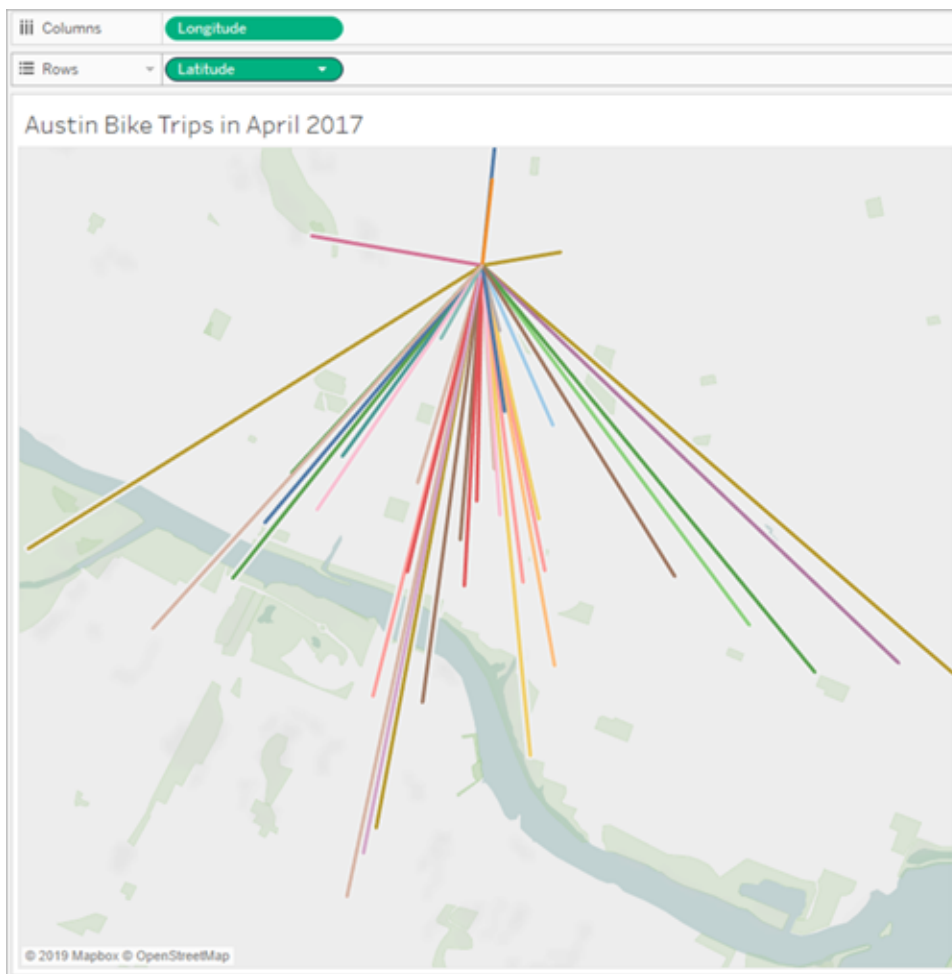 Columns
Longitude
Rows
Latitude
Austin Bike Trips in April 2017
© 2019 Mapbox © OpenStreetMap